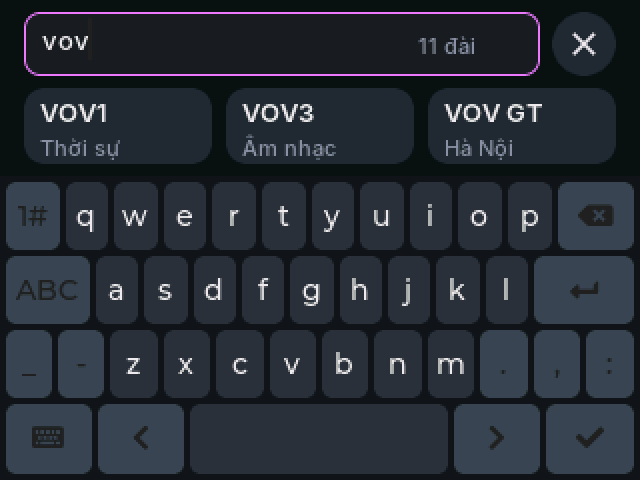 vov
11 đài
VOV1
VOV3
VOV GT
Thời sự
Âm nhạc
Hà Nội
1# q w e r t y u i o p
ABC a s d f g h j k l
_ - z x c v b n m . , :